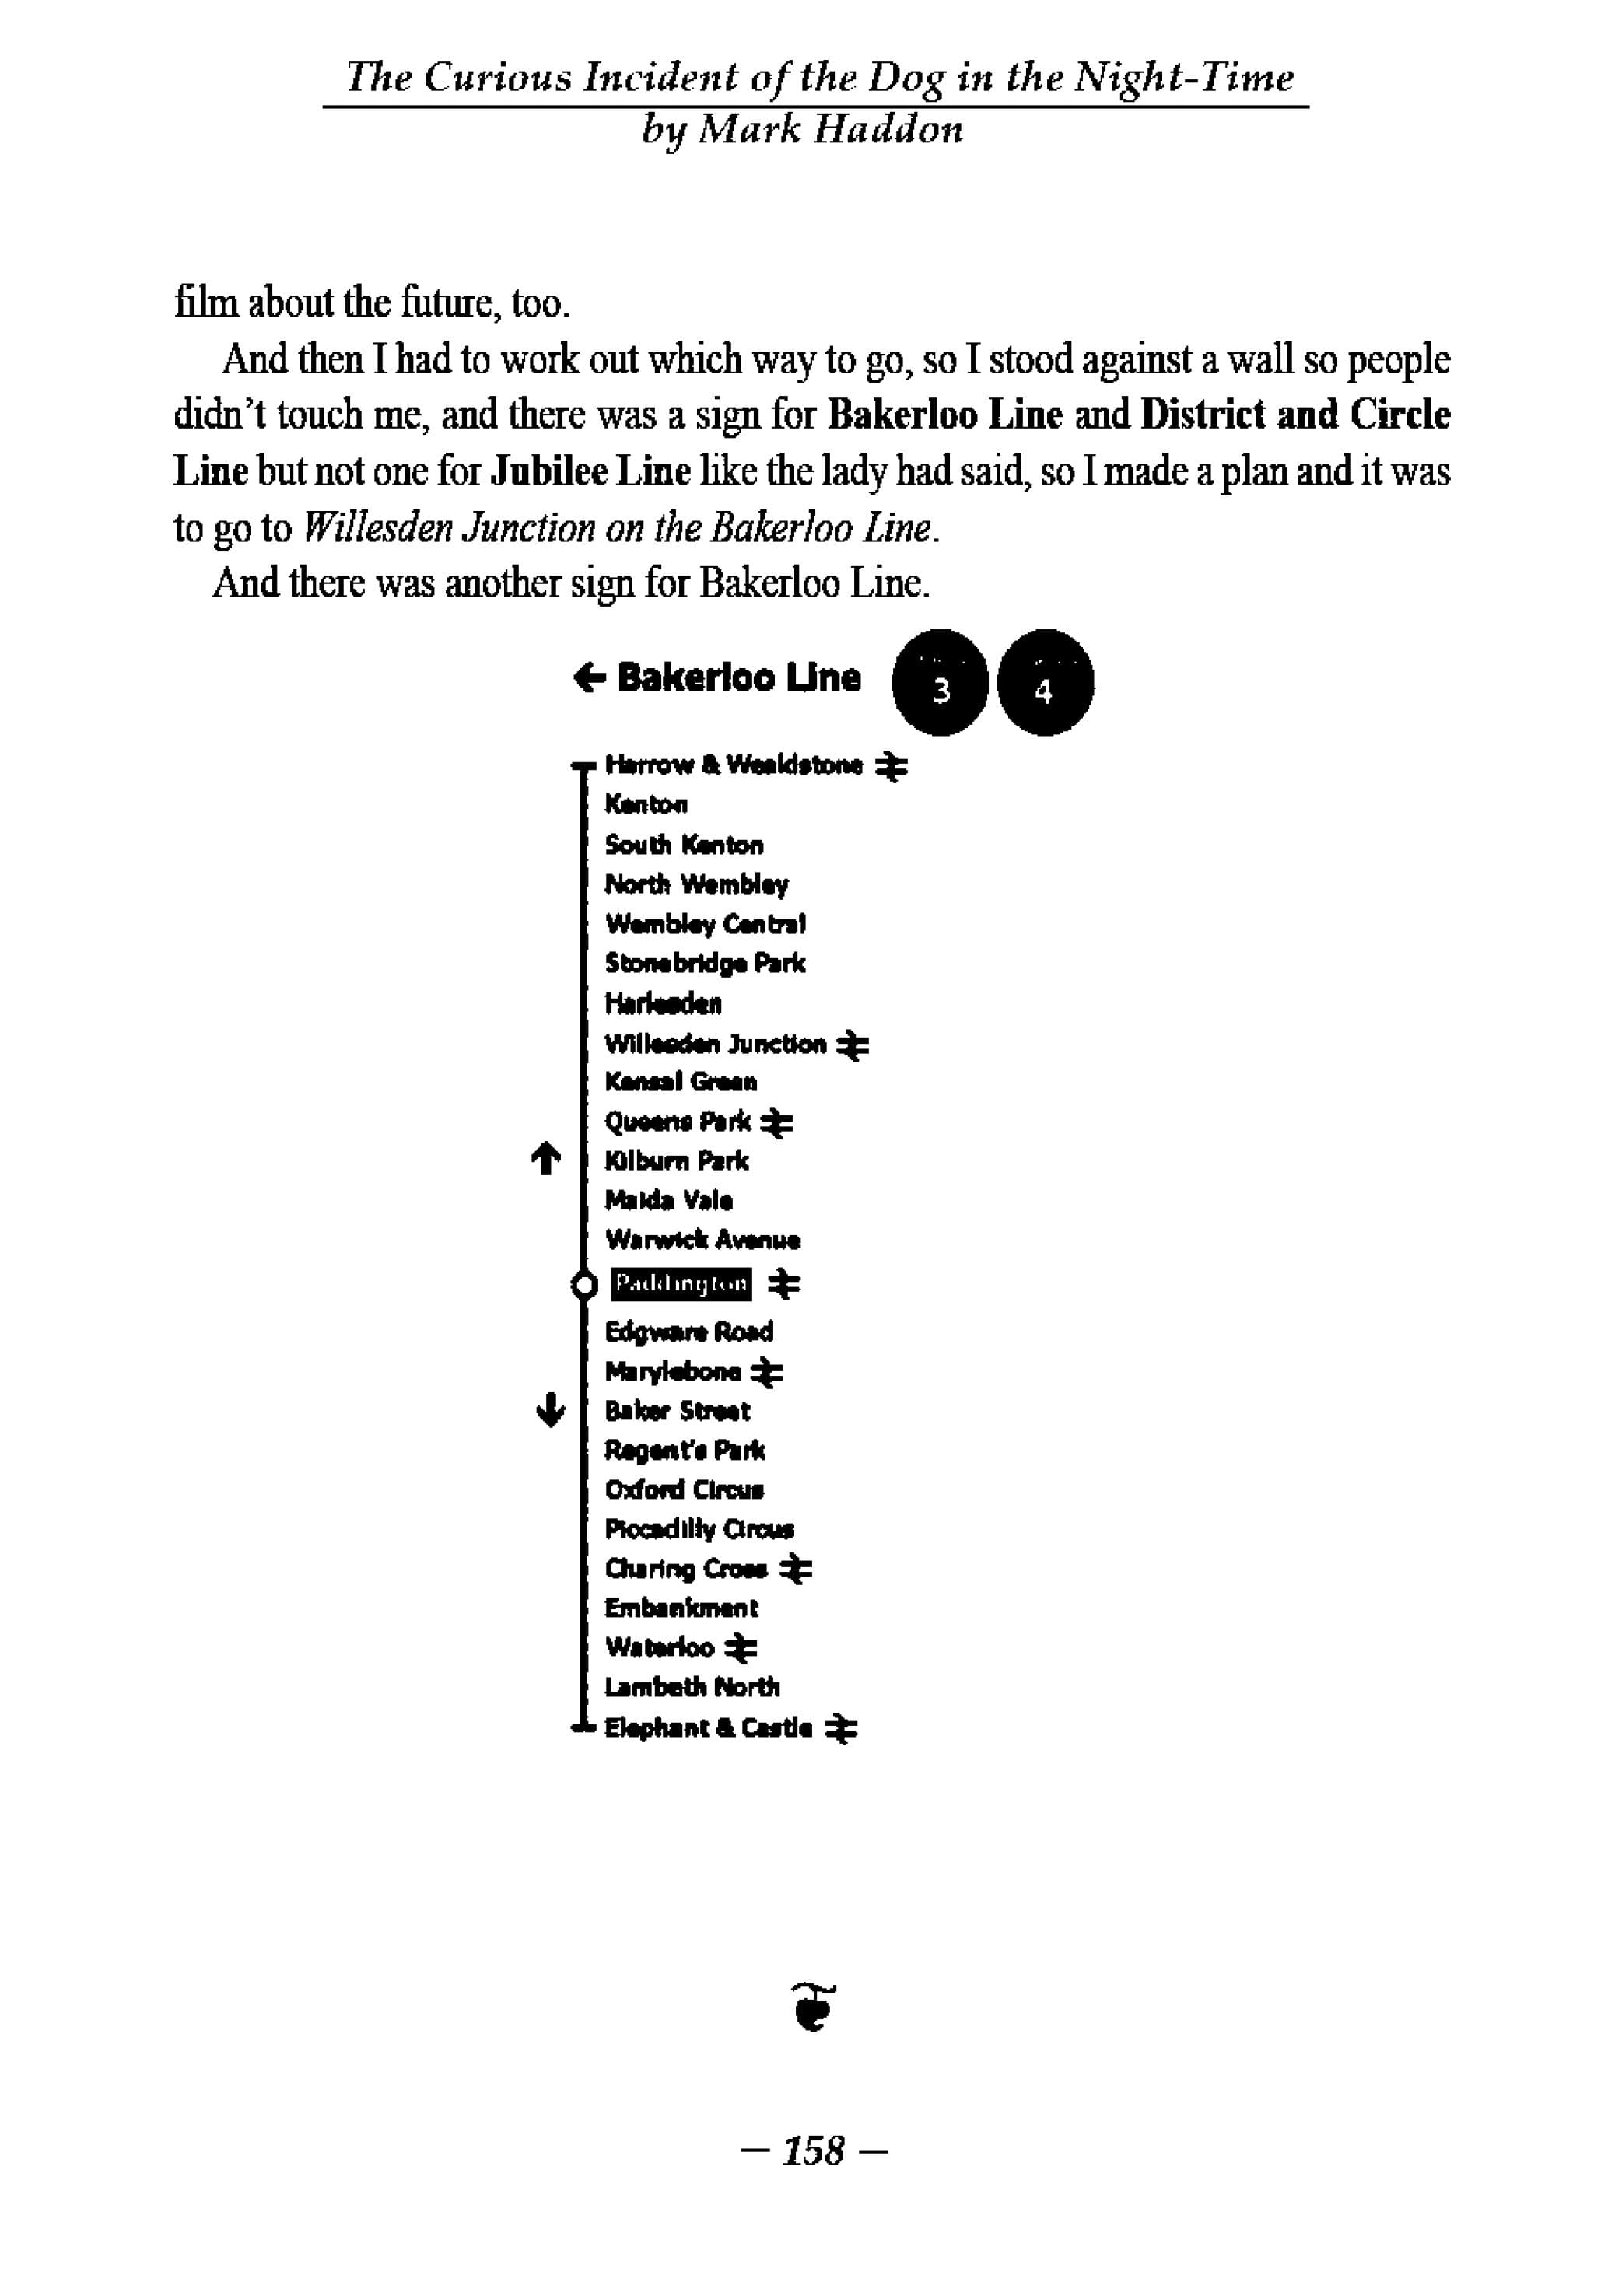 The Curious Incident of the Dog in the Night-Time
by Mark Haddon
film about the future, too.
And then I had to work out which way to go, so I stood against a wall so people
didn't touch me, and there was a sign for Bakerloo Line and District and Circle
Line but not one for Jubilee Line like the lady had said, so I made a plan and it was
to go to Willesden Junction on the Bakerloo Line.
And there was another sign for Bakerloo Line.
← Bakerloo Line 3 4
Harrow & Wealdstone
Kenton
South Kenton
North Wembley
Wembley Central
Stonebridge Park
Harlesden
Willesden Junction
Kensal Green
Queens Park
Kilburn Park
Maida Vale
Warwick Avenue
Paddington
Edgware Road
Marylebone
Baker Street
Regent's Park
Oxford Circus
Piccadilly Circus
Charing Cross
Embankment
Waterloo
Lambeth North
Elephant & Castle
— 158 —